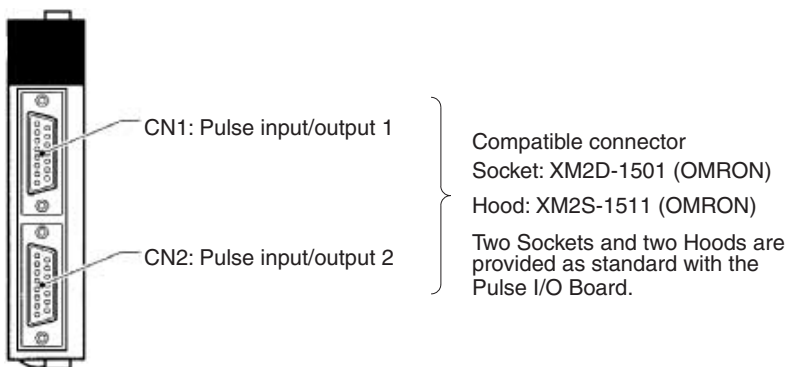 CN1: Pulse input/output 1
CN2: Pulse input/output 2
Compatible connector
Socket: XM2D-1501 (OMRON)
Hood: XM2S-1511 (OMRON)
Two Sockets and two Hoods are
provided as standard with the
Pulse I/O Board.